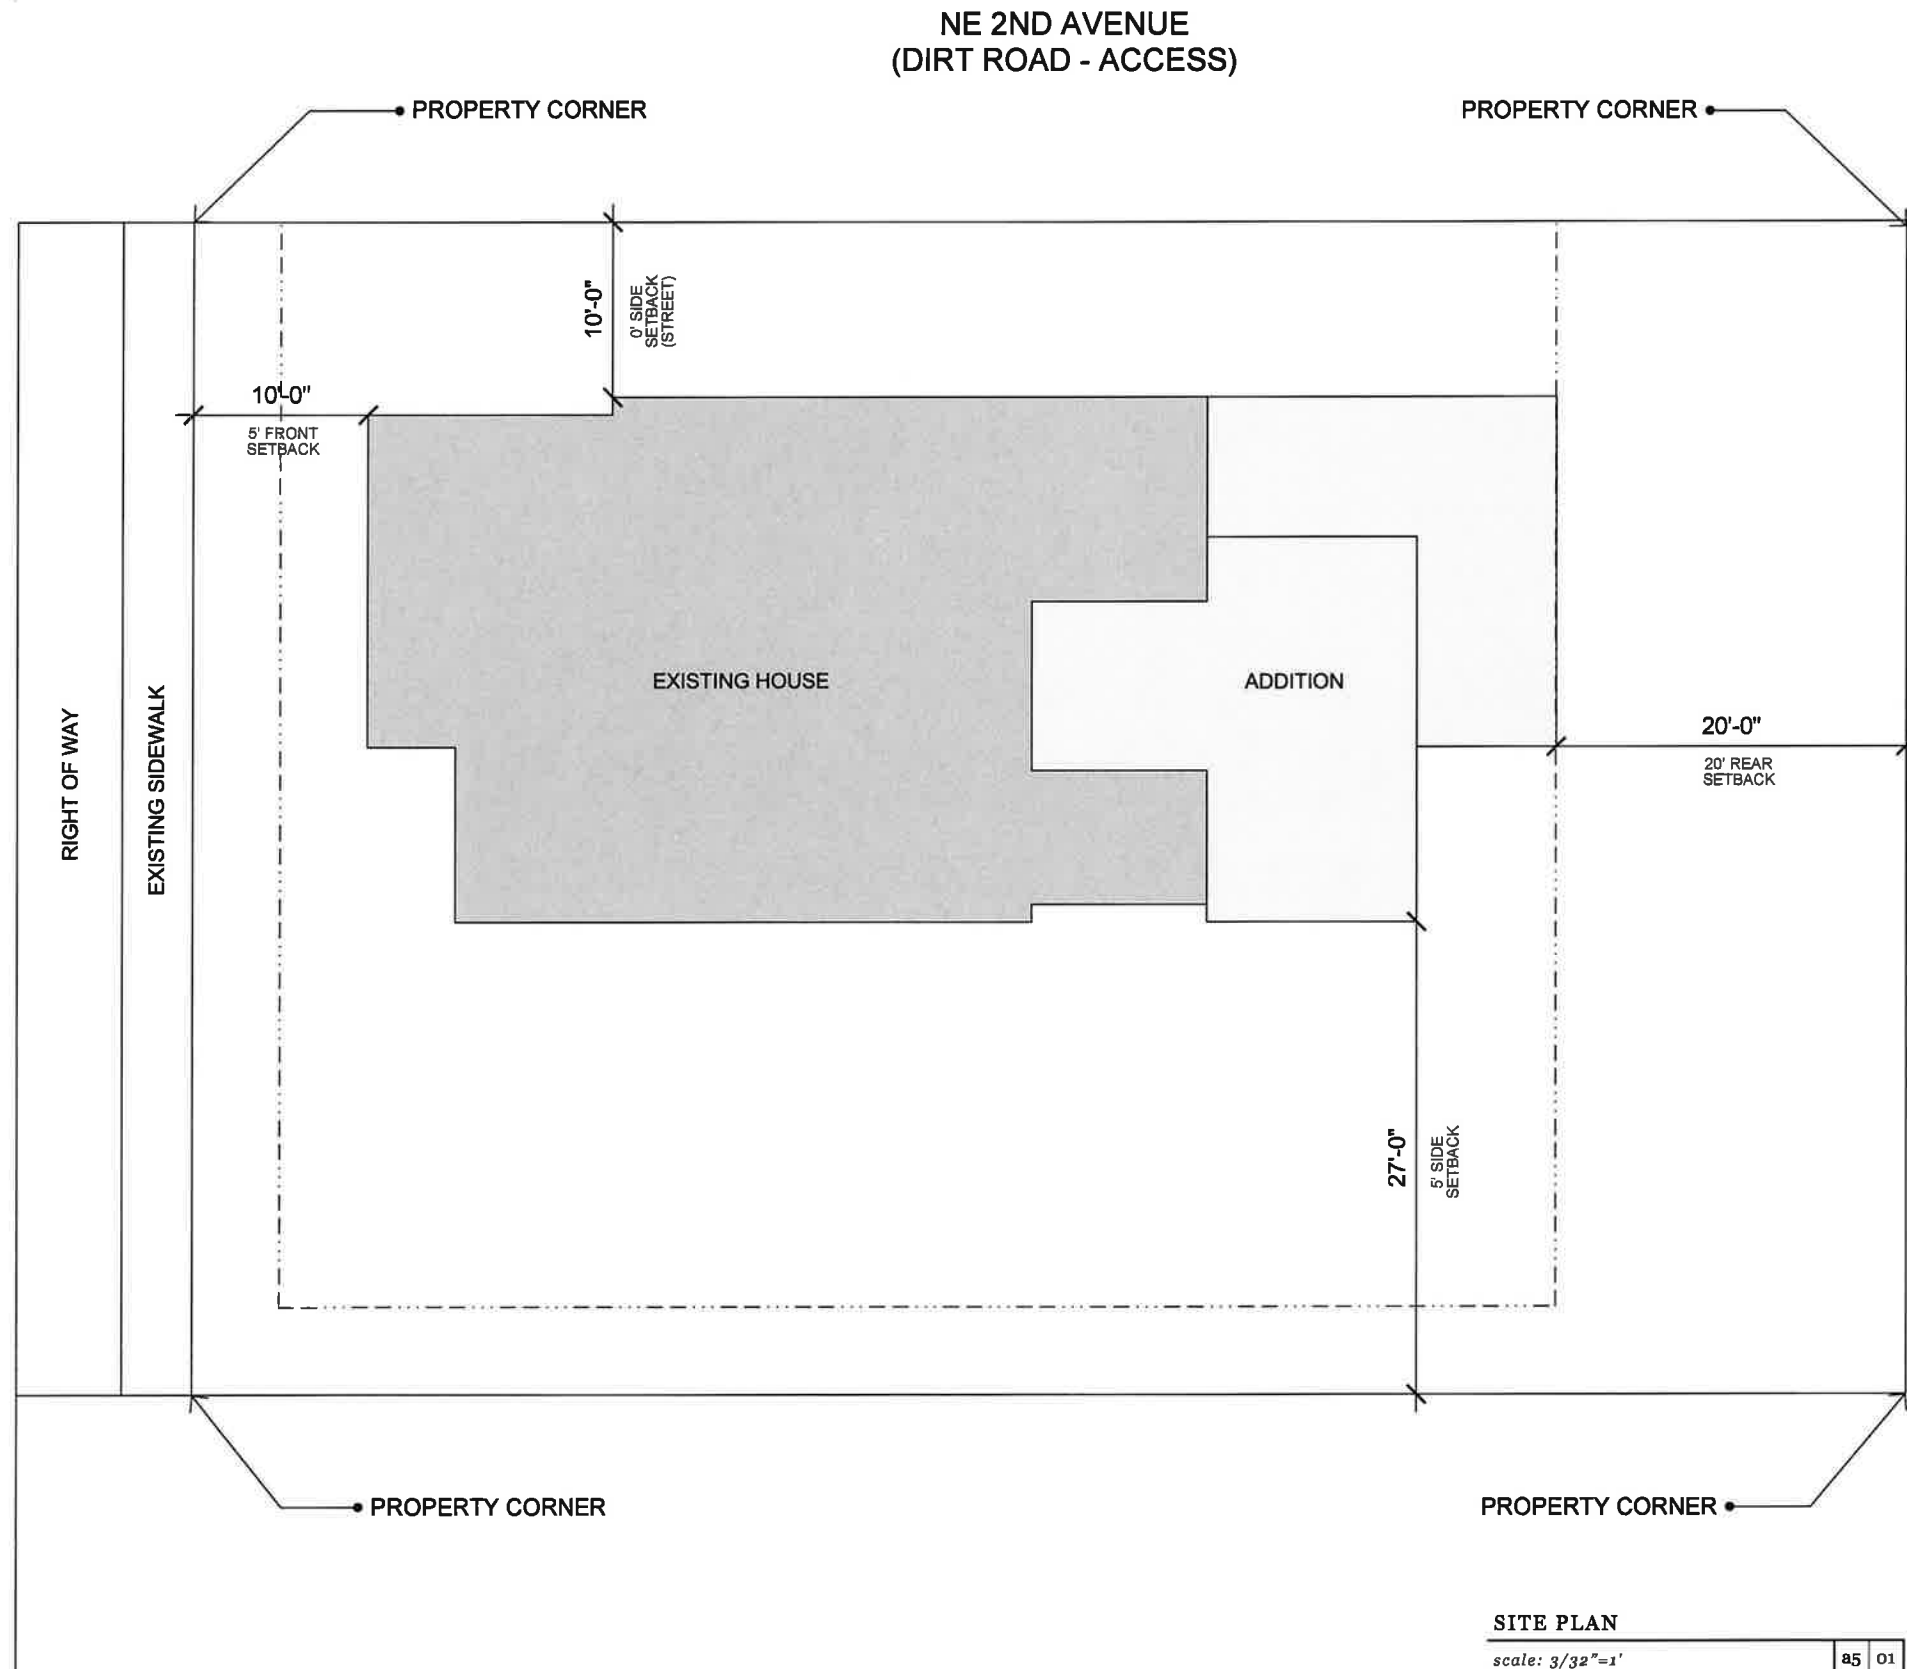 NE 2ND AVENUE
(DIRT ROAD - ACCESS)
PROPERTY CORNER
PROPERTY CORNER
10'-0"
0' SIDE
SETBACK
(STREET)
10'-0"
5' FRONT
SETBACK
EXISTING HOUSE
ADDITION
RIGHT OF WAY
EXISTING SIDEWALK
20'-0"
20' REAR
SETBACK
27'-0"
5' SIDE
SETBACK
PROPERTY CORNER
PROPERTY CORNER
SITE PLAN
scale: 3/32"=1'
a5 01